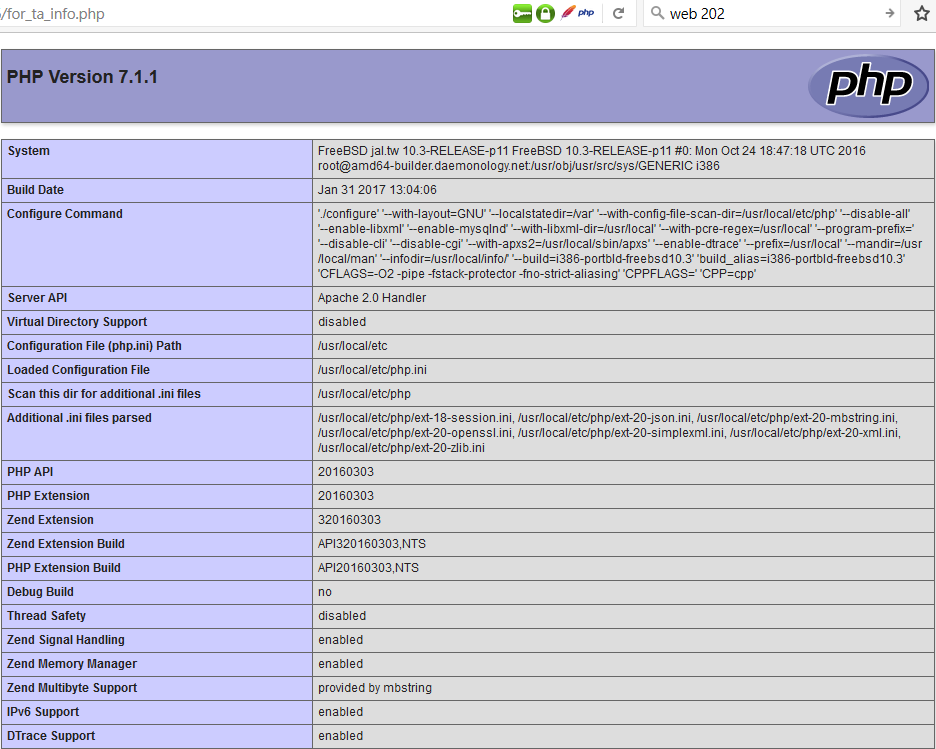 /for_ta_info.php
php
web 202
PHP Version 7.1.1
php
System
FreeBSD jal.tw 10.3-RELEASE-p11 FreeBSD 10.3-RELEASE-p11 #0: Mon Oct 24 18:47:18 UTC 2016
root@amd64-builder.daemonology.net:/usr/obj/usr/src/sys/GENERIC i386
Build Date
Jan 31 2017 13:04:06
Configure Command
'./configure' '--with-layout=GNU' '--localstatedir=/var' '--with-config-file-scan-dir=/usr/local/etc/php' '--disable-all'
'--enable-libxml' '--enable-mysqlnd' '--with-libxml-dir=/usr/local' '--with-pcre-regex=/usr/local' '--program-prefix='
'--disable-cli' '--disable-cgi' '--with-apxs2=/usr/local/sbin/apxs' '--enable-dtrace' '--prefix=/usr/local' '--mandir=/usr
/local/man' '--infodir=/usr/local/info/' '--build=i386-portbld-freebsd10.3' 'build_alias=i386-portbld-freebsd10.3'
'CFLAGS=-O2 -pipe -fstack-protector -fno-strict-aliasing' 'CPPFLAGS=' 'CPP=cpp'
Server API
Apache 2.0 Handler
Virtual Directory Support
disabled
Configuration File (php.ini) Path
/usr/local/etc
Loaded Configuration File
/usr/local/etc/php.ini
Scan this dir for additional .ini files
/usr/local/etc/php
Additional .ini files parsed
/usr/local/etc/php/ext-18-session.ini, /usr/local/etc/php/ext-20-json.ini, /usr/local/etc/php/ext-20-mbstring.ini,
/usr/local/etc/php/ext-20-openssl.ini, /usr/local/etc/php/ext-20-simplexml.ini, /usr/local/etc/php/ext-20-xml.ini,
/usr/local/etc/php/ext-20-zlib.ini
PHP API
20160303
PHP Extension
20160303
Zend Extension
320160303
Zend Extension Build
API320160303,NTS
PHP Extension Build
API20160303,NTS
Debug Build
no
Thread Safety
disabled
Zend Signal Handling
enabled
Zend Memory Manager
enabled
Zend Multibyte Support
provided by mbstring
IPv6 Support
enabled
DTrace Support
enabled